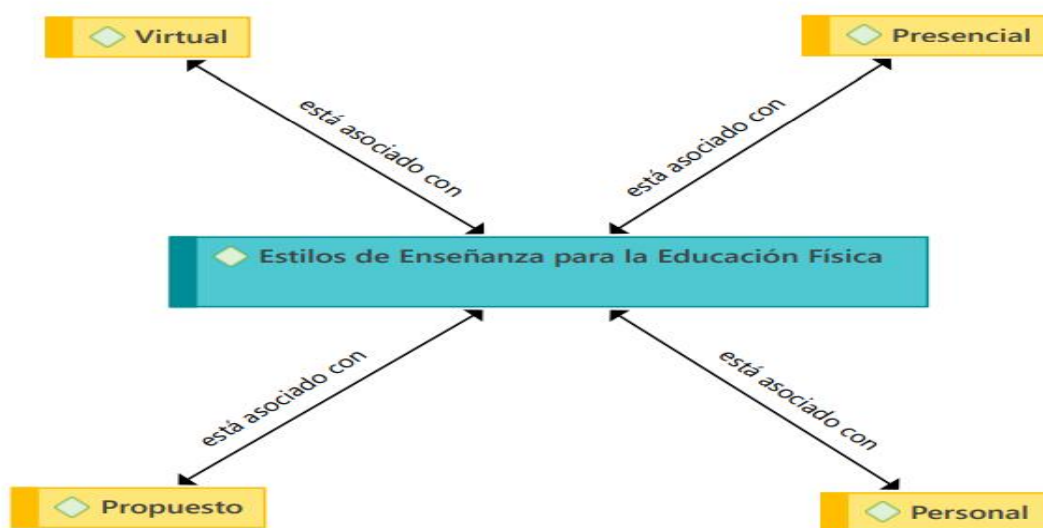 Virtual
Presencial
está asociado con
está asociado con
Estilos de Enseñanza para la Educación Física
está asociado con
está asociado con
Propuesto
Personal